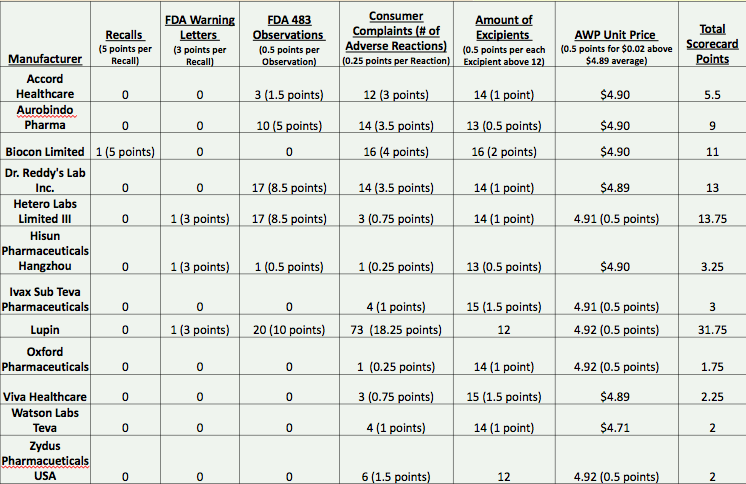 Manufacturer | Recalls (5 points per Recall) | FDA Warning Letters (3 points per Recall) | FDA 483 Observations (0.5 points per Observation) | Consumer Complaints (# of Adverse Reactions) (0.25 points per Reaction) | Amount of Excipients (0.5 points per each Excipient above 12) | AWP Unit Price (0.5 points for $0.02 above $4.89 average) | Total Scorecard Points
Accord Healthcare | 0 | 0 | 3 (1.5 points) | 12 (3 points) | 14 (1 point) | $4.90 | 5.5
Aurobindo Pharma | 0 | 0 | 10 (5 points) | 14 (3.5 points) | 13 (0.5 points) | $4.90 | 9
Biocon Limited | 1 (5 points) | 0 | 0 | 16 (4 points) | 16 (2 points) | $4.90 | 11
Dr. Reddy's Lab Inc. | 0 | 0 | 17 (8.5 points) | 14 (3.5 points) | 14 (1 point) | $4.89 | 13
Hetero Labs Limited III | 0 | 1 (3 points) | 17 (8.5 points) | 3 (0.75 points) | 14 (1 point) | 4.91 (0.5 points) | 13.75
Hisun Pharmaceuticals Hangzhou | 0 | 1 (3 points) | 1 (0.5 points) | 1 (0.25 points) | 13 (0.5 points) | $4.90 | 3.25
Ivax Sub Teva Pharmaceuticals | 0 | 0 | 0 | 4 (1 points) | 15 (1.5 points) | 4.91 (0.5 points) | 3
Lupin | 0 | 1 (3 points) | 20 (10 points) | 73 (18.25 points) | 12 | 4.92 (0.5 points) | 31.75
Oxford Pharmaceuticals | 0 | 0 | 0 | 1 (0.25 points) | 14 (1 point) | 4.92 (0.5 points) | 1.75
Viva Healthcare | 0 | 0 | 0 | 3 (0.75 points) | 15 (1.5 points) | $4.89 | 2.25
Watson Labs Teva | 0 | 0 | 0 | 4 (1 points) | 14 (1 point) | $4.71 | 2
Zydus Pharmacueticals USA | 0 | 0 | 0 | 6 (1.5 points) | 12 | 4.92 (0.5 points) | 2